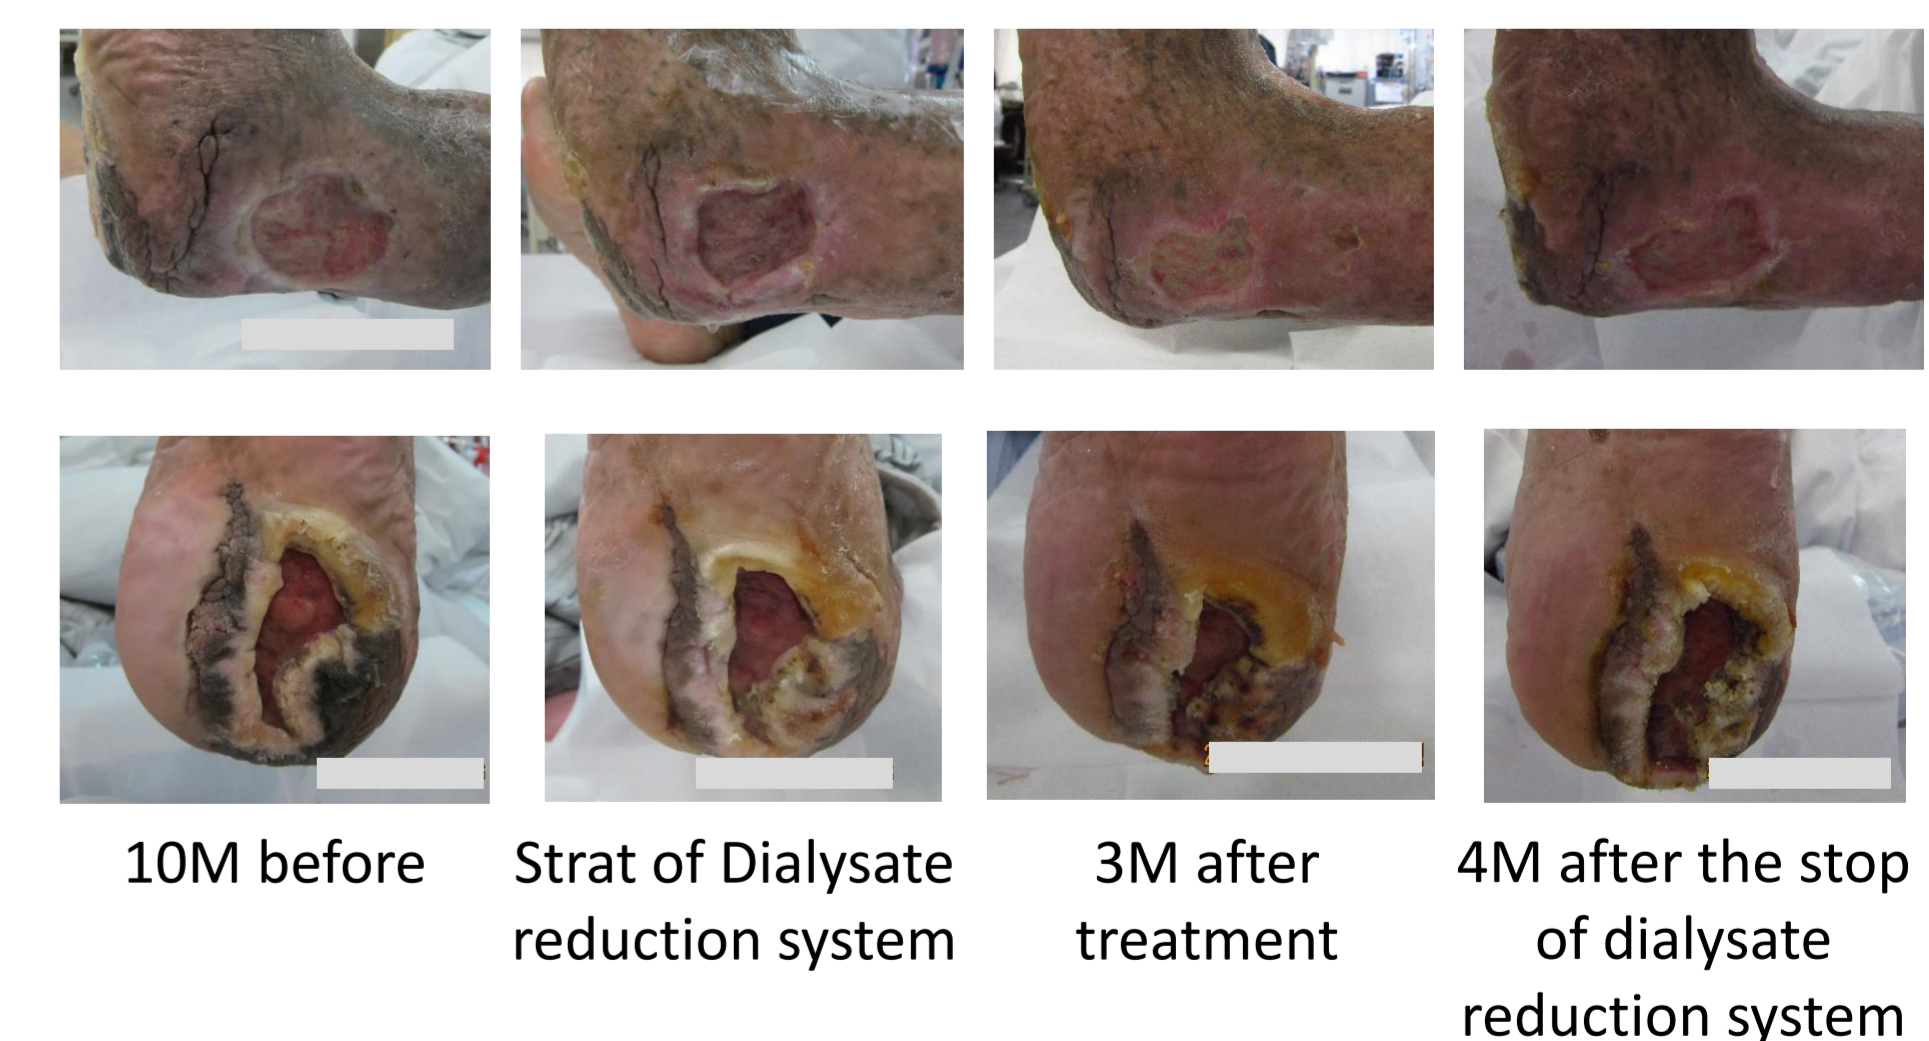 10M before
Strat of Dialysate
reduction system
3M after
treatment
4M after the stop
of dialysate
reduction system